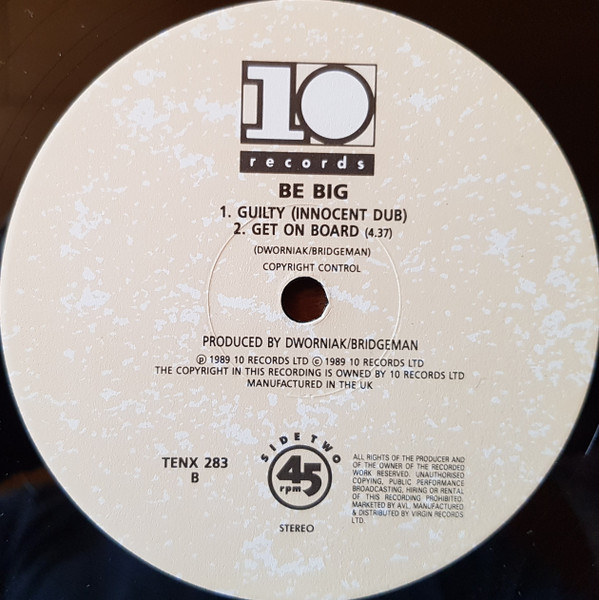 10
records
BE BIG
1. GUILTY (INNOCENT DUB)
2. GET ON BOARD (4.37)
(DWORNIAK/BRIDGEMAN)
COPYRIGHT CONTROL
PRODUCED BY DWORNIAK/BRIDGEMAN
℗ 1989 10 RECORDS LTD © 1989 10 RECORDS LTD
THE COPYRIGHT IN THIS RECORDING IS OWNED BY 10 RECORDS LTD
MANUFACTURED IN THE UK
TENX 283
B
SIDE TWO
45
rpm
STEREO
ALL RIGHTS OF THE PRODUCER AND
OF THE OWNER OF THE RECORDED
WORK RESERVED. UNAUTHORISED
COPYING, PUBLIC PERFORMANCE
BROADCASTING, HIRING OR RENTAL
OF THIS RECORDING PROHIBITED.
MARKETED BY AVL. MANUFACTURED
& DISTRIBUTED BY VIRGIN RECORDS
LTD.